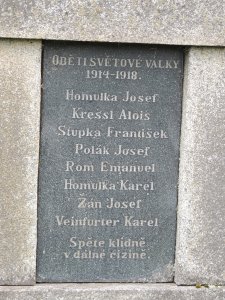 OBĚTI SVĚTOVÉ VÁLKY
1914-1918.
Homulka Josef
Kressl Alois
Stupka František
Polák Josef
Rom Emanuel
Homulka Karel
Žán Josef
Veinfurter Karel
Spěte klidně
v dálné cizině.